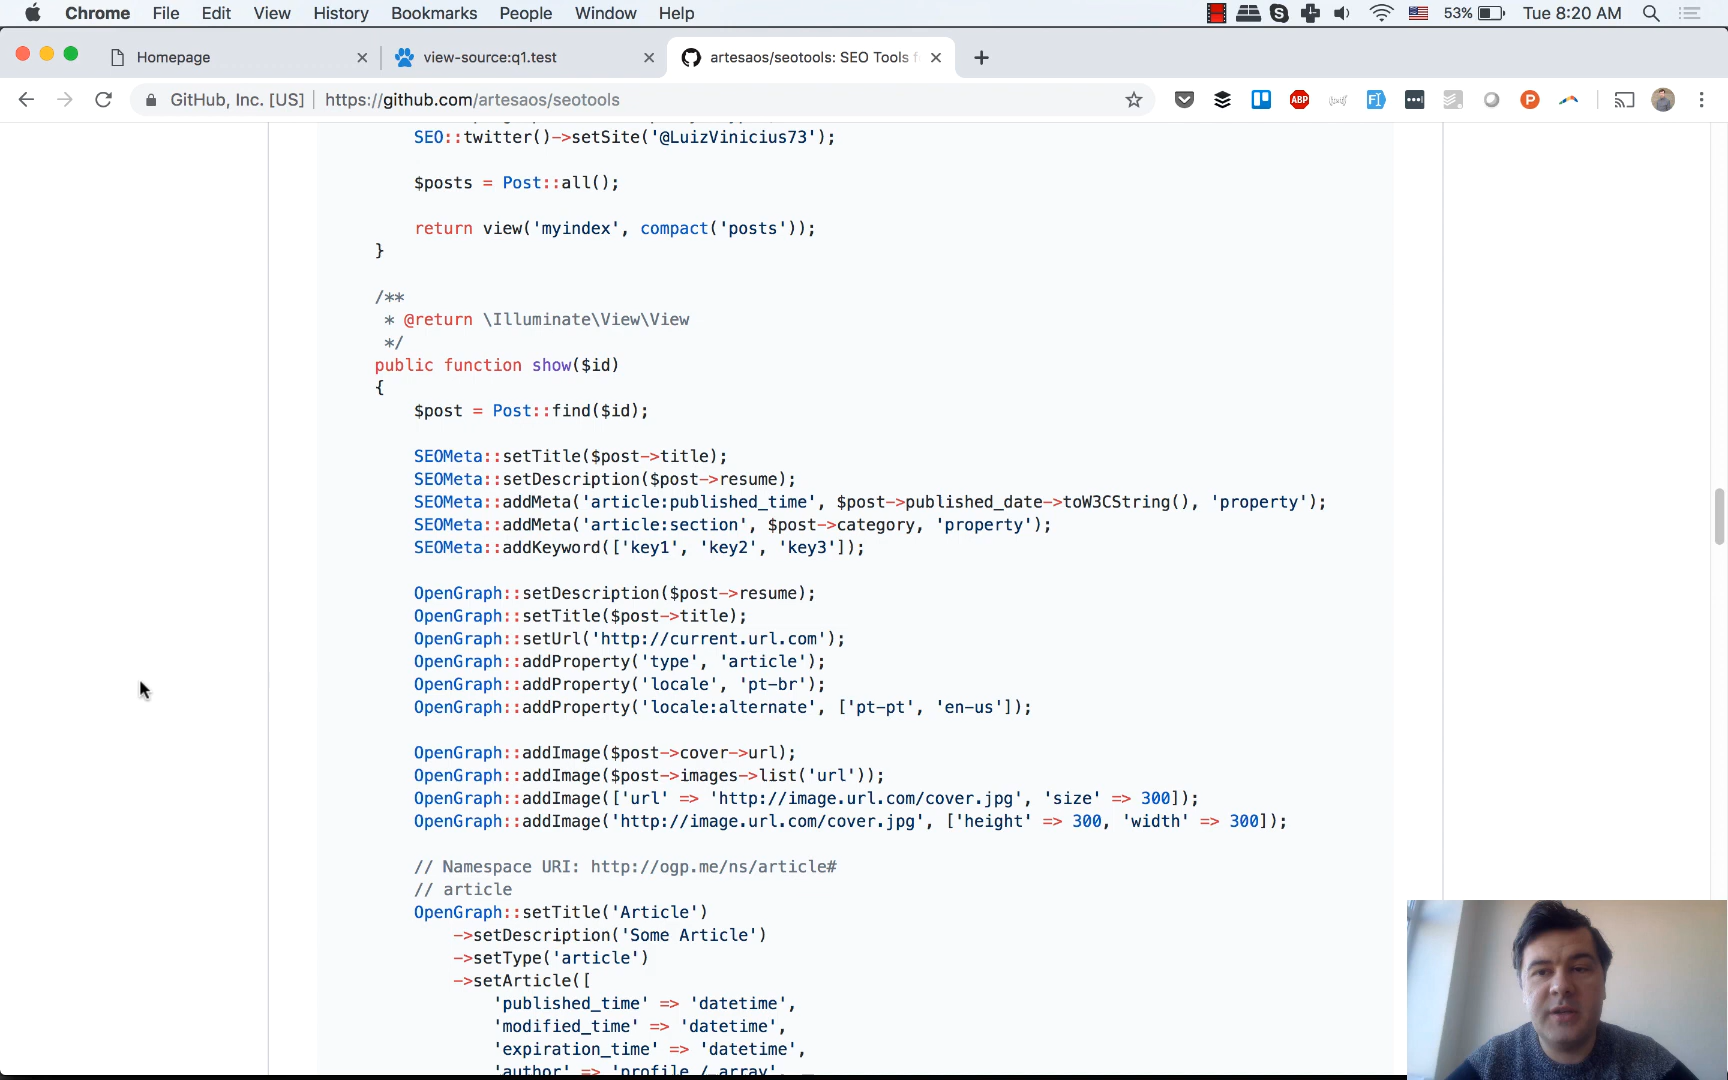 Chrome File Edit View History Bookmarks People Window Help 53% Tue 8:20 AM
Homepage view-source:q1.test artesaos/seotools: SEO Tools f
GitHub, Inc. [US] https://github.com/artesaos/seotools ABP
SEO::twitter()->setSite('@LuizVinicius73');
$posts = Post::all();
return view('myindex', compact('posts'));
}
/**
* @return \Illuminate\View\View
*/
public function show($id)
{
$post = Post::find($id);
SEOMeta::setTitle($post->title);
SEOMeta::setDescription($post->resume);
SEOMeta::addMeta('article:published_time', $post->published_date->toW3CString(), 'property');
SEOMeta::addMeta('article:section', $post->category, 'property');
SEOMeta::addKeyword(['key1', 'key2', 'key3']);
OpenGraph::setDescription($post->resume);
OpenGraph::setTitle($post->title);
OpenGraph::setUrl('http://current.url.com');
OpenGraph::addProperty('type', 'article');
OpenGraph::addProperty('locale', 'pt-br');
OpenGraph::addProperty('locale:alternate', ['pt-pt', 'en-us']);
OpenGraph::addImage($post->cover->url);
OpenGraph::addImage($post->images->list('url'));
OpenGraph::addImage(['url' => 'http://image.url.com/cover.jpg', 'size' => 300]);
OpenGraph::addImage('http://image.url.com/cover.jpg', ['height' => 300, 'width' => 300]);
// Namespace URI: http://ogp.me/ns/article#
// article
OpenGraph::setTitle('Article')
->setDescription('Some Article')
->setType('article')
->setArticle([
'published_time' => 'datetime',
'modified_time' => 'datetime',
'expiration_time' => 'datetime',
'author' => 'profile / array',